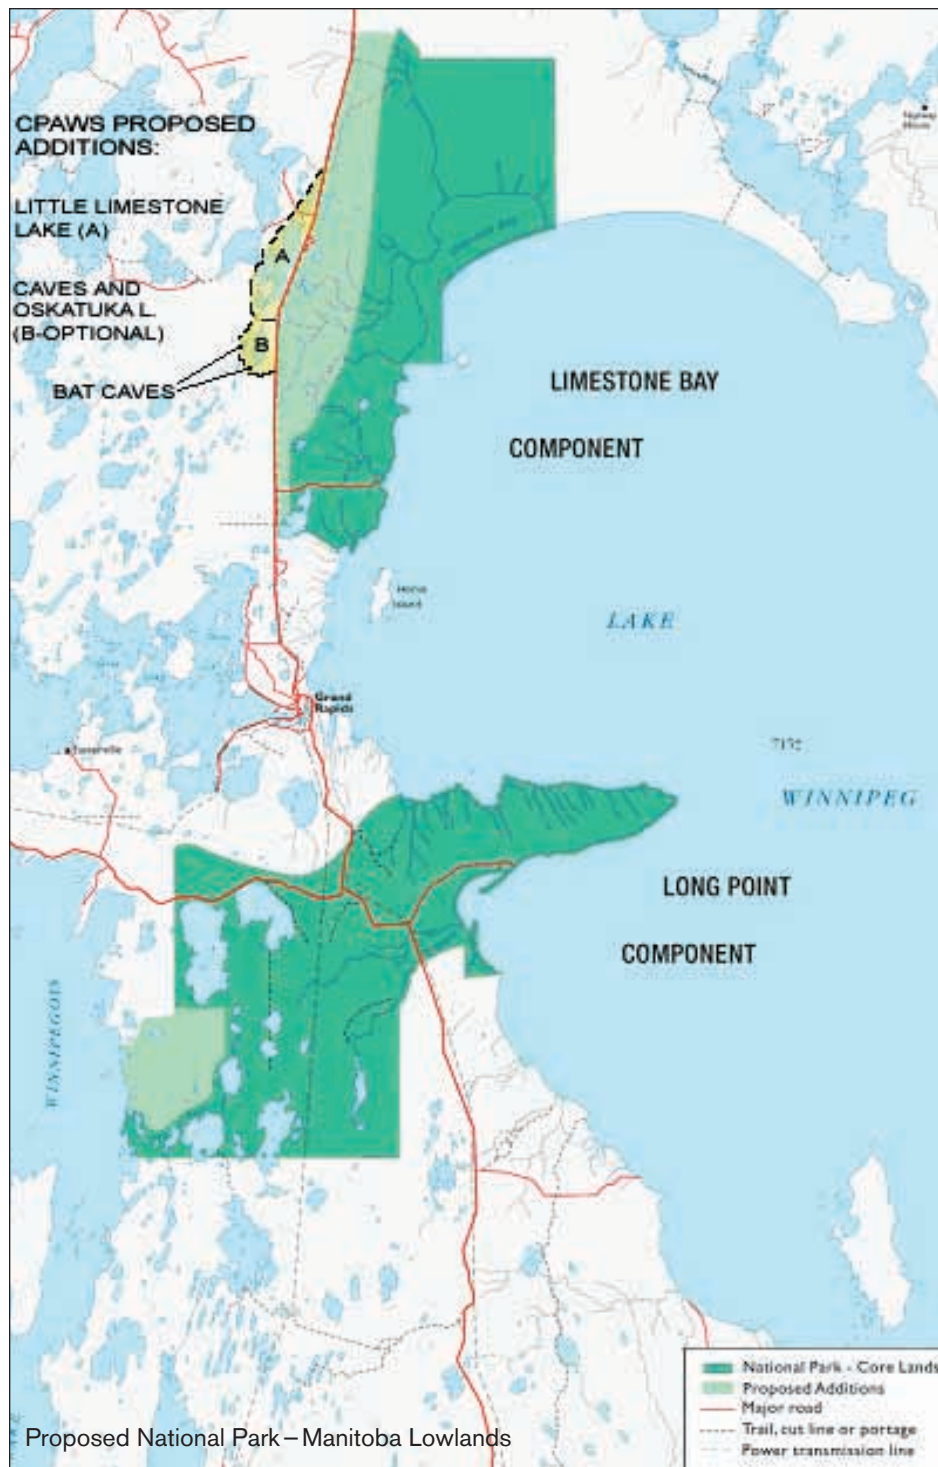 CPAWS PROPOSED
ADDITIONS:
LITTLE LIMESTONE
LAKE (A)
CAVES AND
OSKATUKA L.
(B-OPTIONAL)
BAT CAVES
A
B
LIMESTONE BAY
COMPONENT
Island
LAKE
Grand
Rapids
WINNIPEG
LONG POINT
COMPONENT
WINNIPEGOIS
National Park - Core Lands
Proposed Additions
Major road
Trail, cut line or portage
Power transmission line
Proposed National Park – Manitoba Lowlands